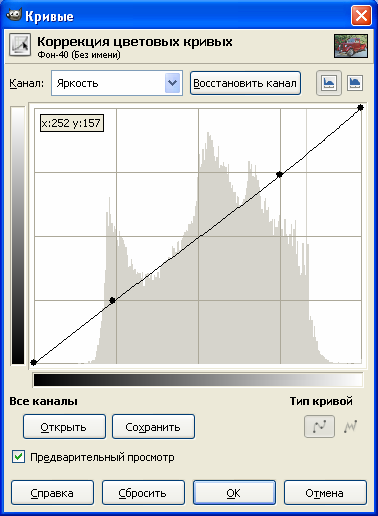 Кривые
Коррекция цветовых кривых
Фон-40 (Без имени)
Канал: Яркость Восстановить канал
x:252 y:157
Все каналы Тип кривой
Открыть Сохранить
Предварительный просмотр
Справка Сбросить ОК Отмена